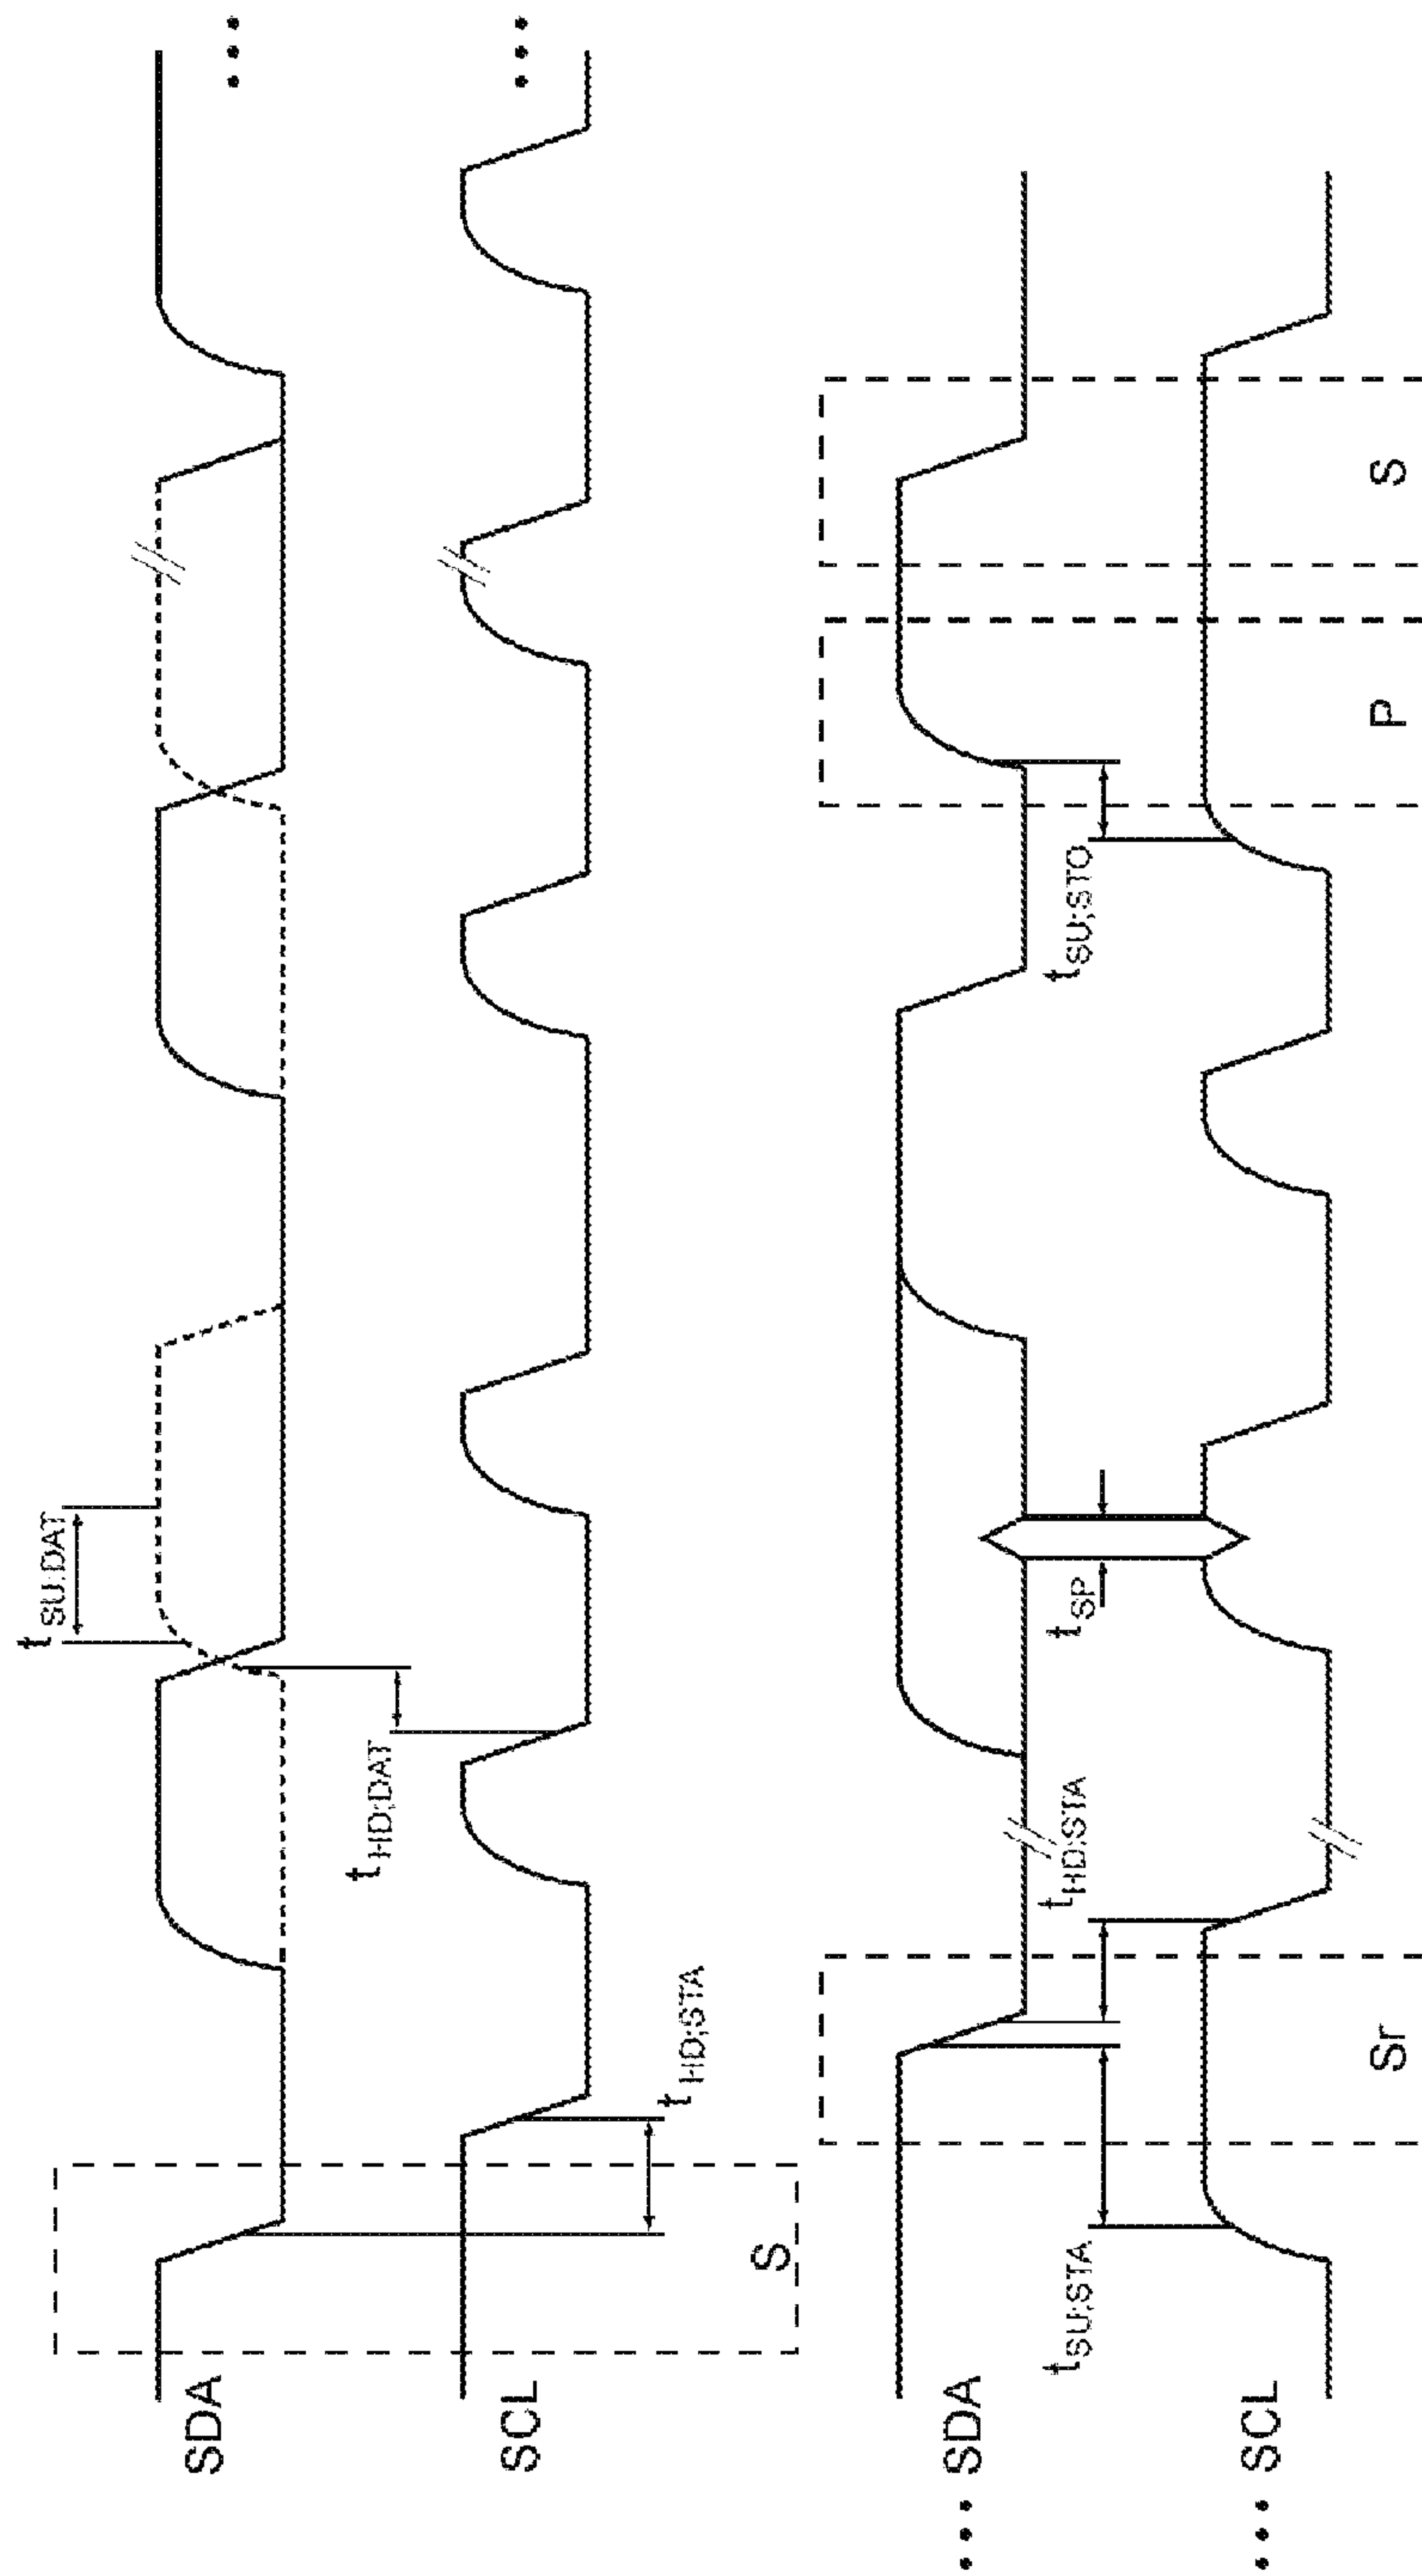 SDA
t SU;DAT
t HD;DAT
SCL
t HD;STA
S
••• SDA
t SU;STA
t HD;STA
t SP
t SU;STO
••• SCL
Sr
P
S